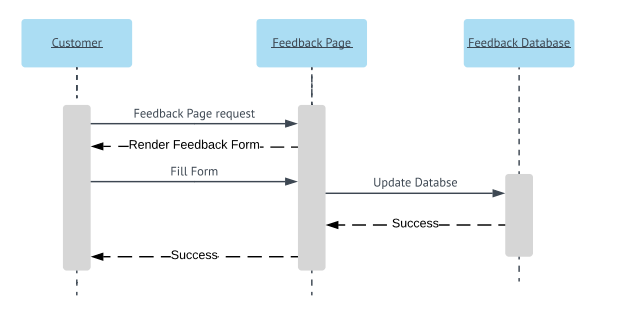 Customer
Feedback Page
Feedback Database
Feedback Page request
Render Feedback Form
Fill Form
Update Databse
Success
Success